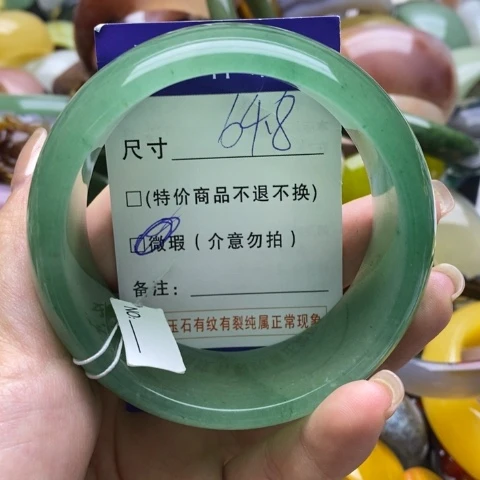 尺寸 64.8
□(特价商品不退不换)
□微瑕(介意勿拍)
备注:
玉石有纹有裂纯属正常现象
No.